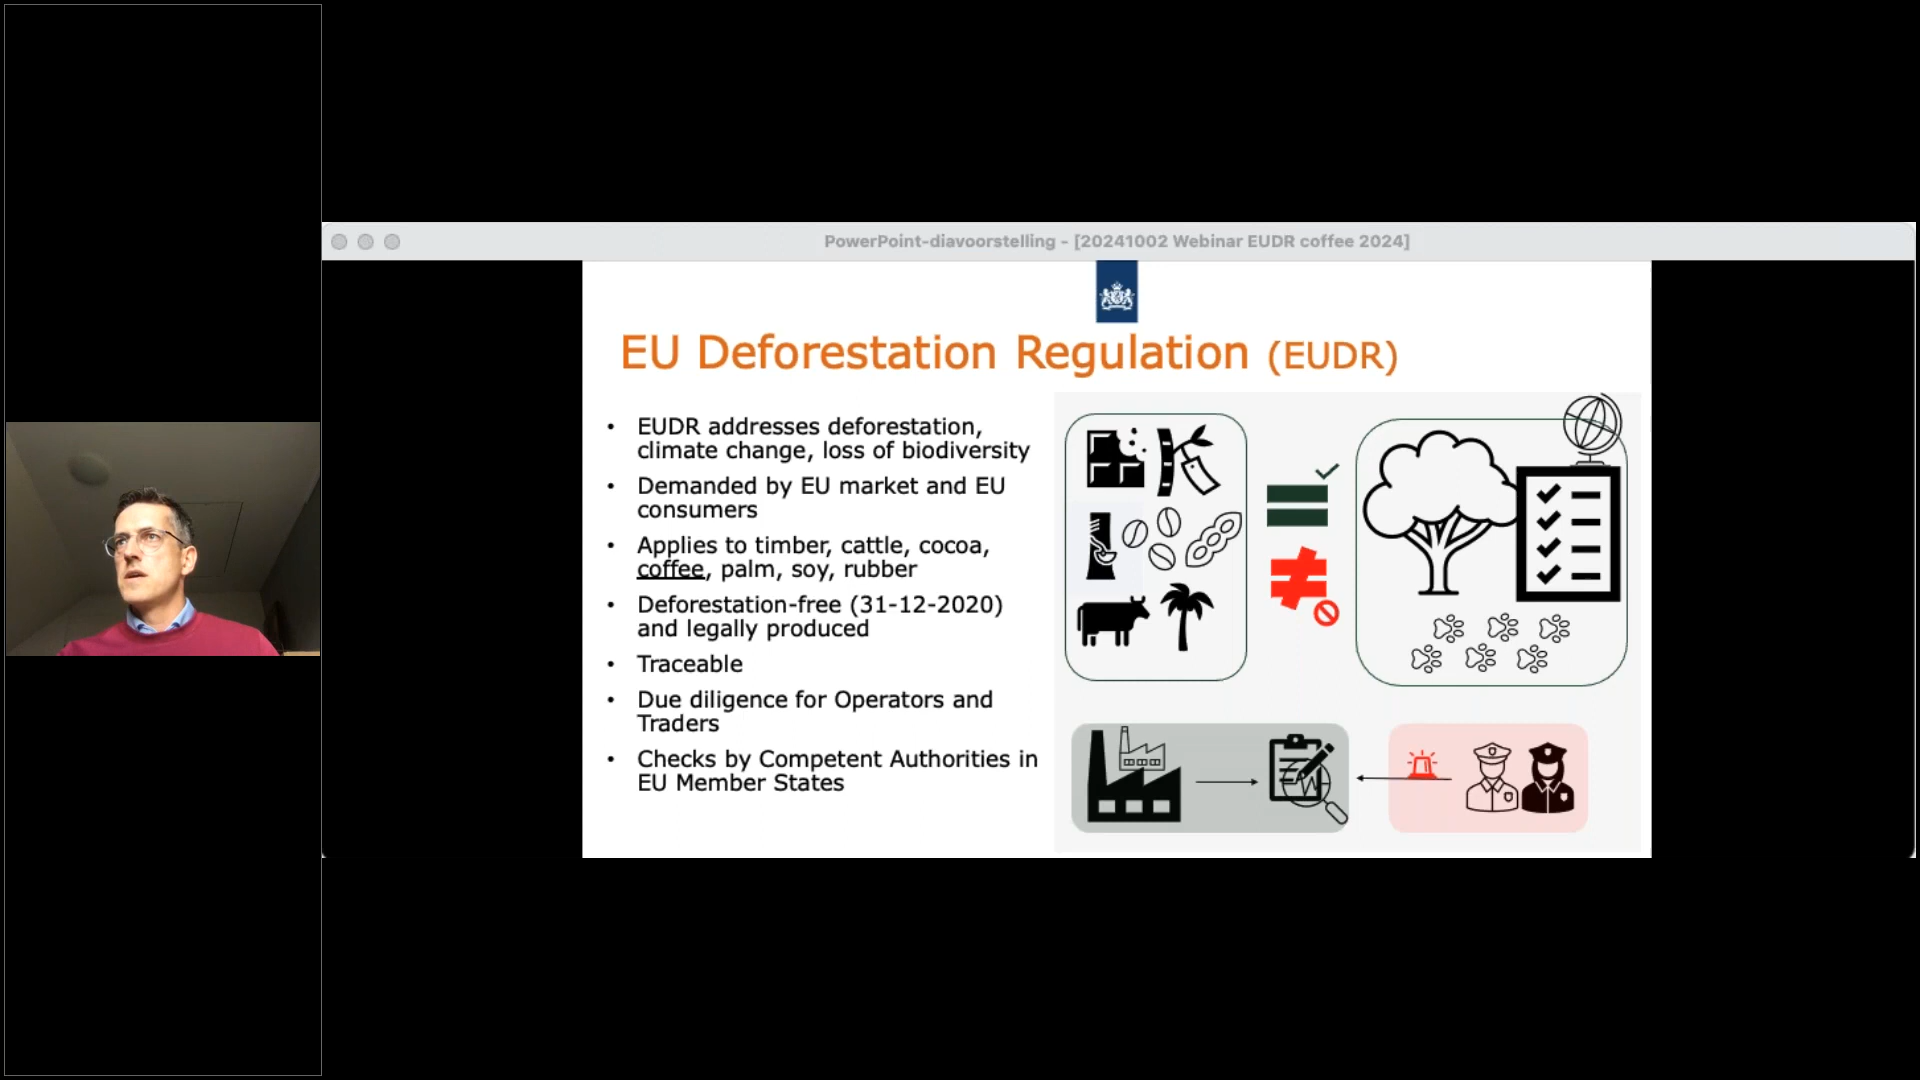 PowerPoint-diavoorstelling - [20241002 Webinar EUDR coffee 2024]
EU Deforestation Regulation (EUDR)
• EUDR addresses deforestation,
climate change, loss of biodiversity
• Demanded by EU market and EU
consumers
• Applies to timber, cattle, cocoa,
coffee, palm, soy, rubber
• Deforestation-free (31-12-2020)
and legally produced
• Traceable
• Due diligence for Operators and
Traders
• Checks by Competent Authorities in
EU Member States